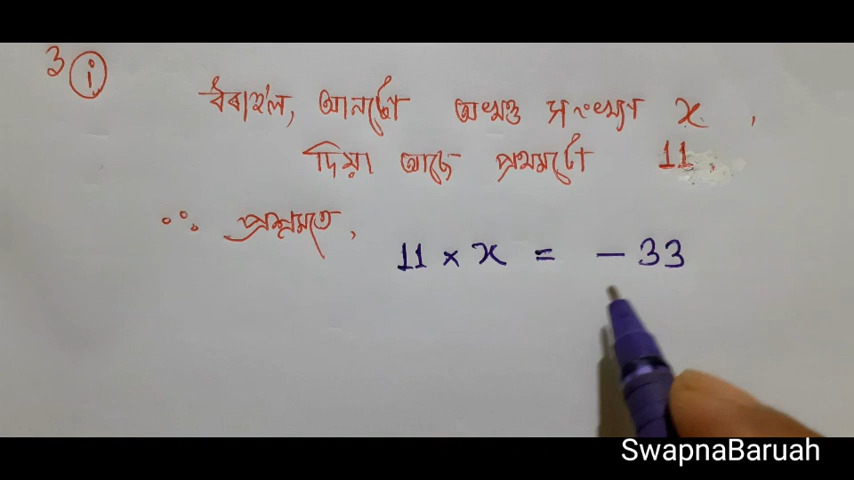 3 (i)
ধৰাহ'ল, আনটো অখণ্ড সংখ্যা x,
দিয়া আছে প্ৰথমটো 11,
∴ প্ৰশ্নমতে,
11 × x = - 33
SwapnaBaruah